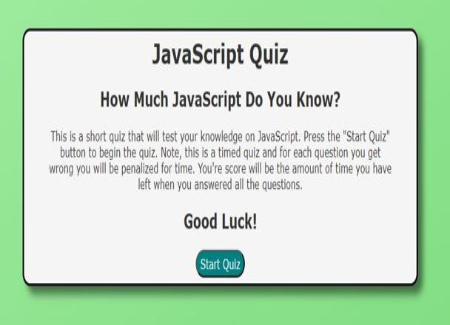 JavaScript Quiz
How Much JavaScript Do You Know?
This is a short quiz that will test your knowledge on JavaScript. Press the "Start Quiz"
button to begin the quiz. Note, this is a timed quiz and for each question you get
wrong you will be penalized for time. You're score will be the amount of time you have
left when you answered all the questions.
Good Luck!
Start Quiz